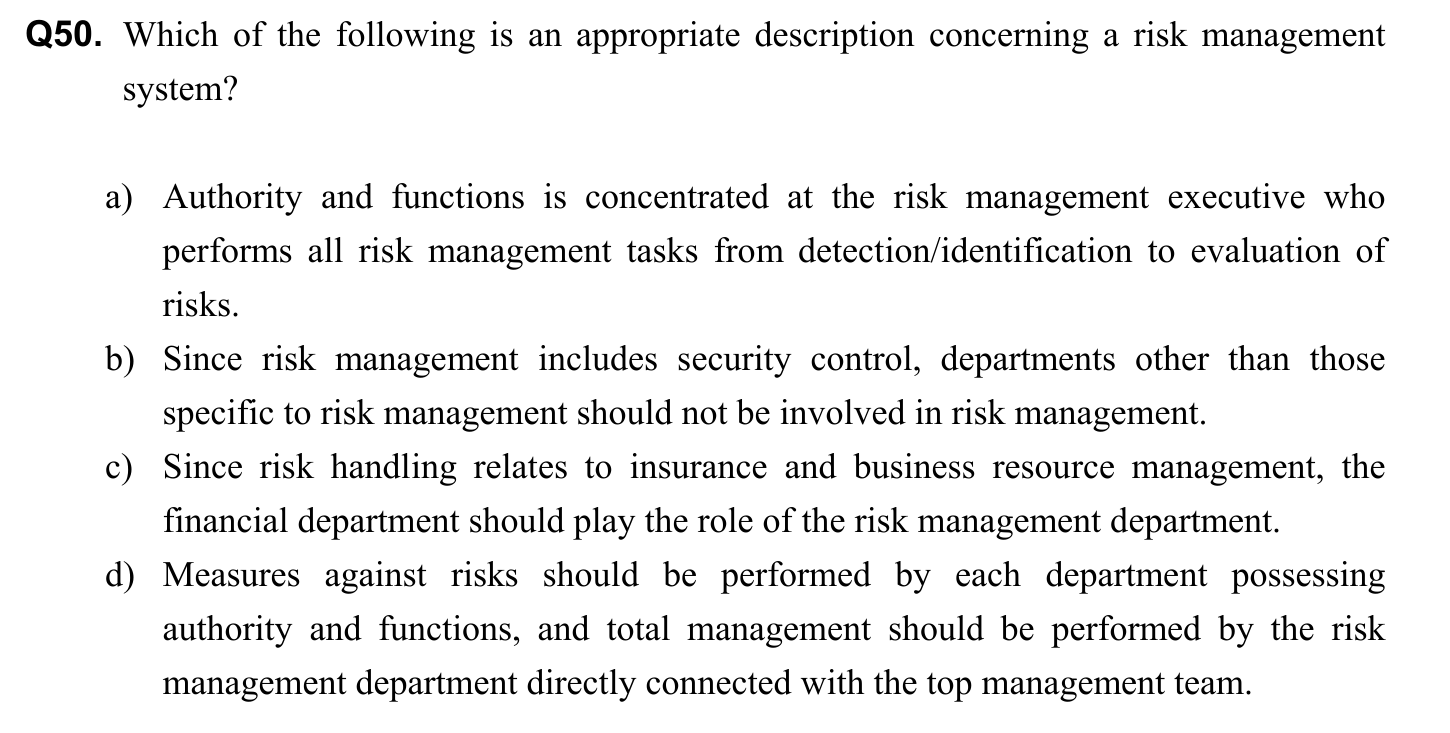 Q50. Which of the following is an appropriate description concerning a risk management
system?
a) Authority and functions is concentrated at the risk management executive who
performs all risk management tasks from detection/identification to evaluation of
risks.
b) Since risk management includes security control, departments other than those
specific to risk management should not be involved in risk management.
c) Since risk handling relates to insurance and business resource management, the
financial department should play the role of the risk management department.
d) Measures against risks should be performed by each department possessing
authority and functions, and total management should be performed by the risk
management department directly connected with the top management team.